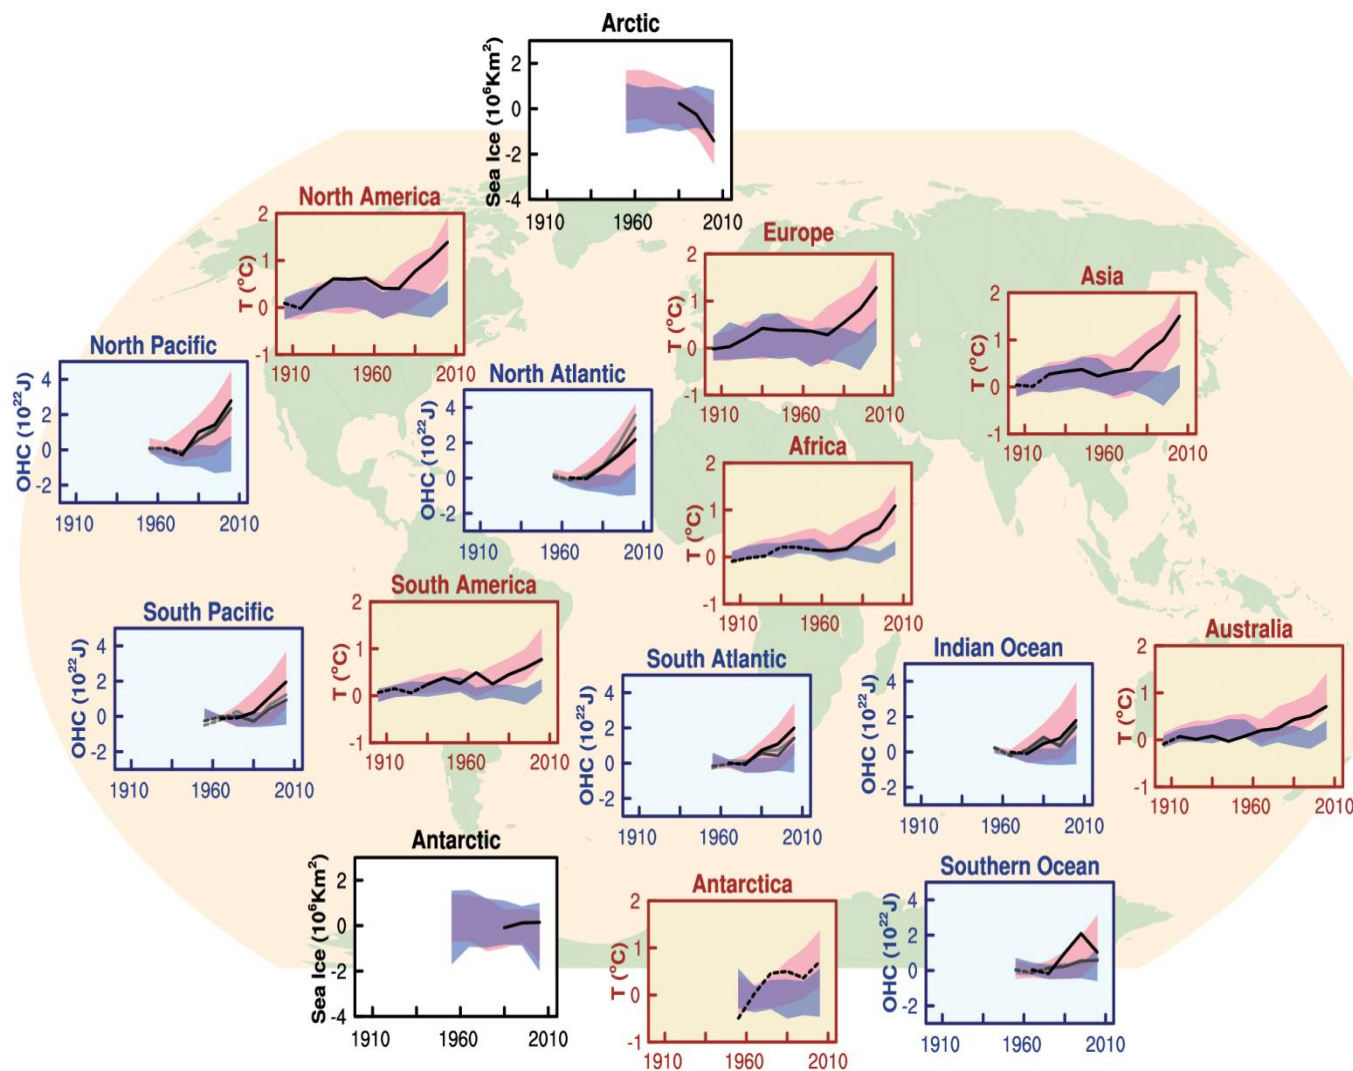 Arctic
Sea Ice (10⁶Km²)
2
0
-2
-4
1910 1960 2010
North America
T (°C)
2
1
0
-1
1910 1960 2010
Europe
T (°C)
2
1
0
-1
1910 1960 2010
Asia
T (°C)
2
1
0
-1
1910 1960 2010
North Pacific
OHC (10²²J)
4
2
0
-2
1910 1960 2010
North Atlantic
OHC (10²²J)
4
2
0
-2
1910 1960 2010
Africa
T (°C)
2
1
0
-1
1910 1960 2010
South America
T (°C)
2
1
0
-1
1910 1960 2010
South Pacific
OHC (10²²J)
4
2
0
-2
1910 1960 2010
South Atlantic
OHC (10²²J)
4
2
0
-2
1910 1960 2010
Indian Ocean
OHC (10²²J)
4
2
0
-2
1910 1960 2010
Australia
T (°C)
2
1
0
-1
1910 1960 2010
Antarctic
Sea Ice (10⁶Km²)
2
0
-2
-4
1910 1960 2010
Antarctica
T (°C)
2
1
0
-1
1910 1960 2010
Southern Ocean
OHC (10²²J)
4
2
0
-2
1910 1960 2010